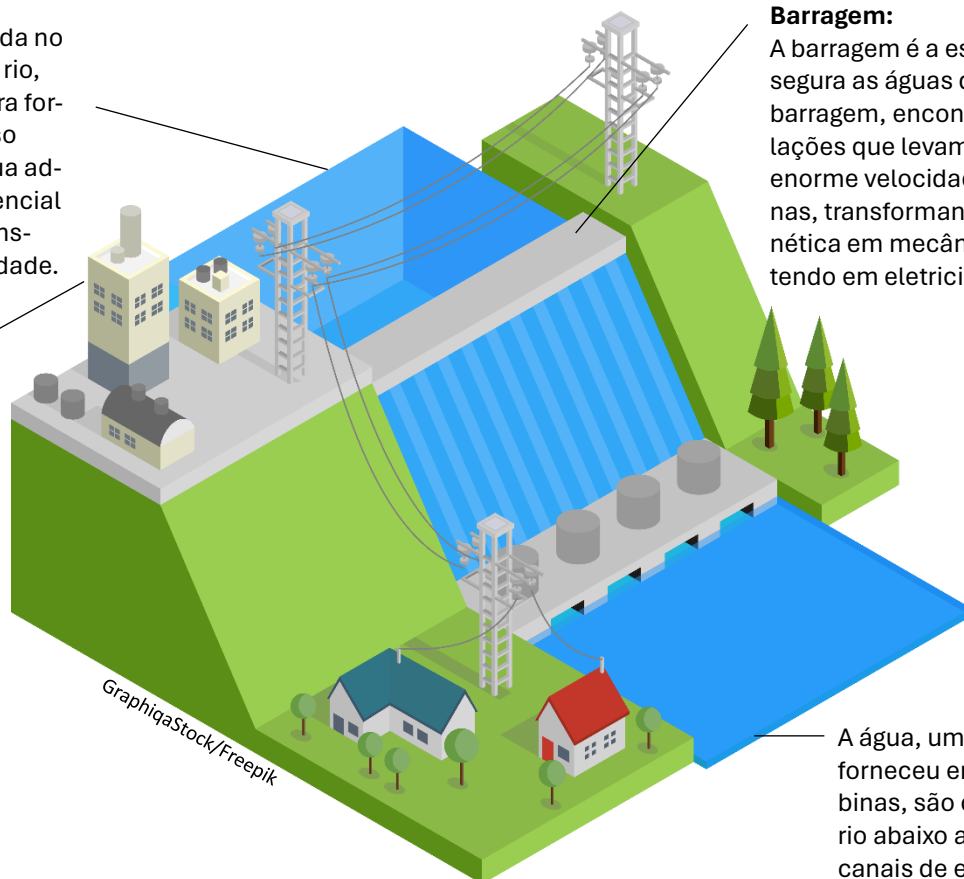 da no
rio,
ra for-
so
ua ad-
encial
ns-
dade.
Barragem:
A barragem é a es
segura as águas
barragem, encon
lações que levam
enorme velocidad
nas, transforman
nética em mecân
tendo em eletrici
GraphiqaStock/Freepik
A água, um
forneceu e
binas, são
rio abaixo a
canais de e